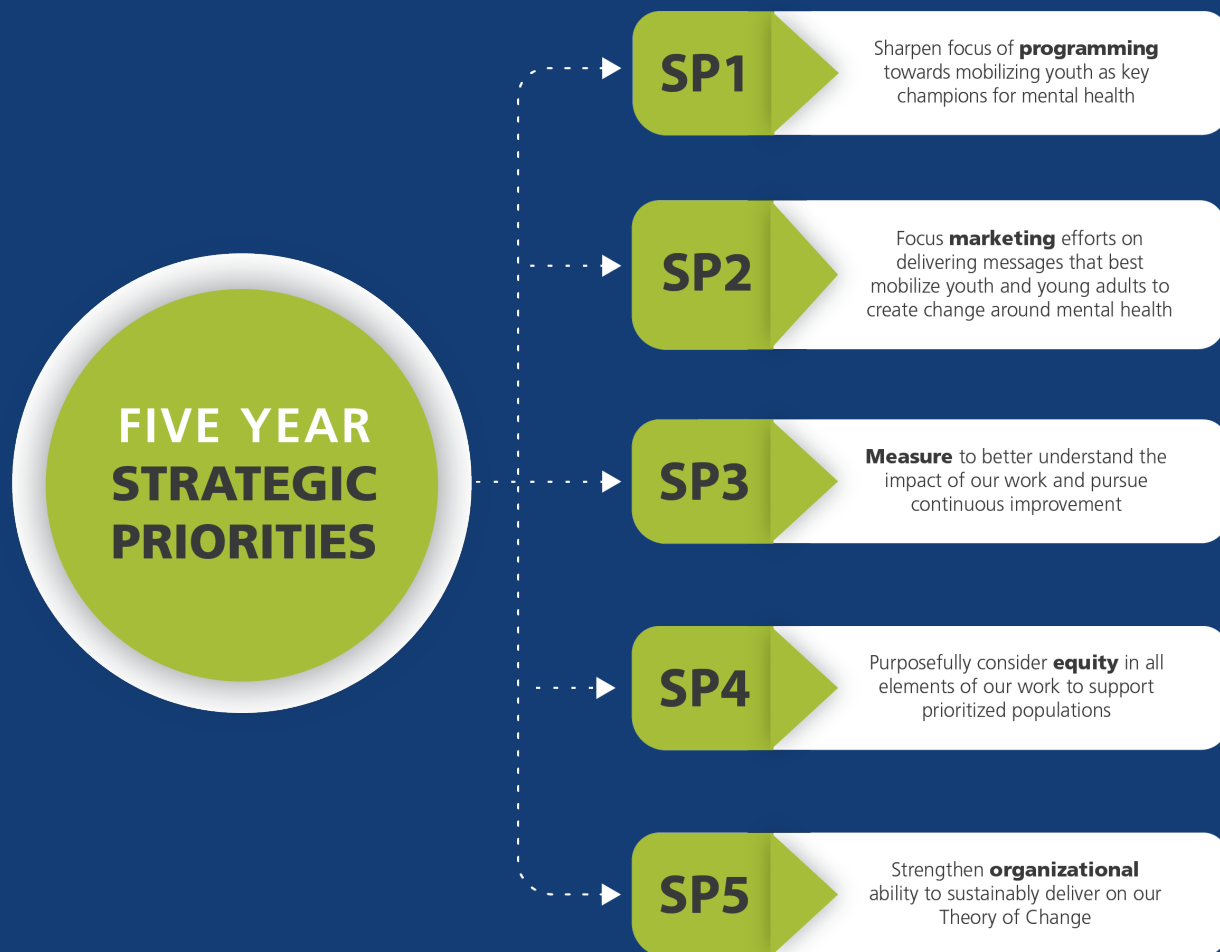 FIVE YEAR
STRATEGIC
PRIORITIES
SP1
Sharpen focus of programming
towards mobilizing youth as key
champions for mental health
SP2
Focus marketing efforts on
delivering messages that best
mobilize youth and young adults to
create change around mental health
SP3
Measure to better understand the
impact of our work and pursue
continuous improvement
SP4
Purposefully consider equity in all
elements of our work to support
prioritized populations
SP5
Strengthen organizational
ability to sustainably deliver on our
Theory of Change